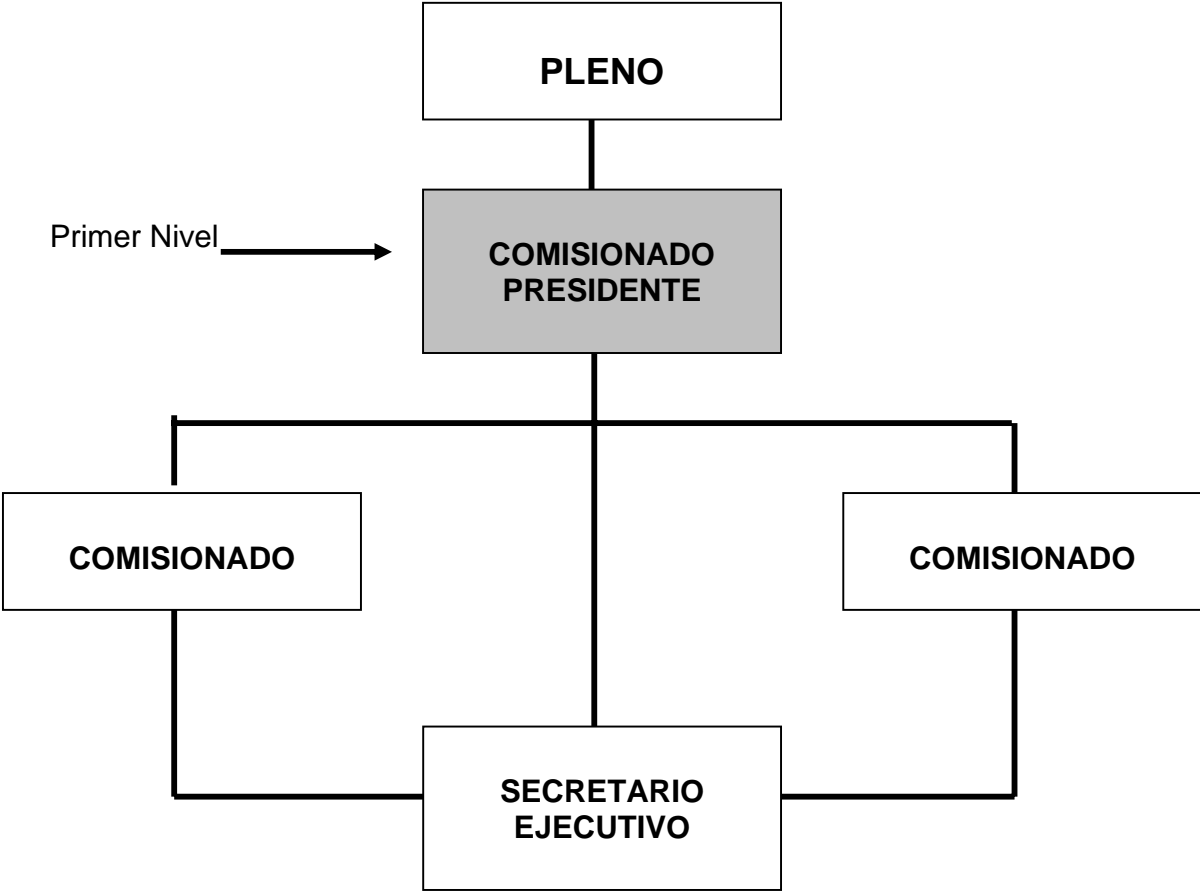 PLENO
Primer Nivel
COMISIONADO
PRESIDENTE
COMISIONADO
COMISIONADO
SECRETARIO
EJECUTIVO